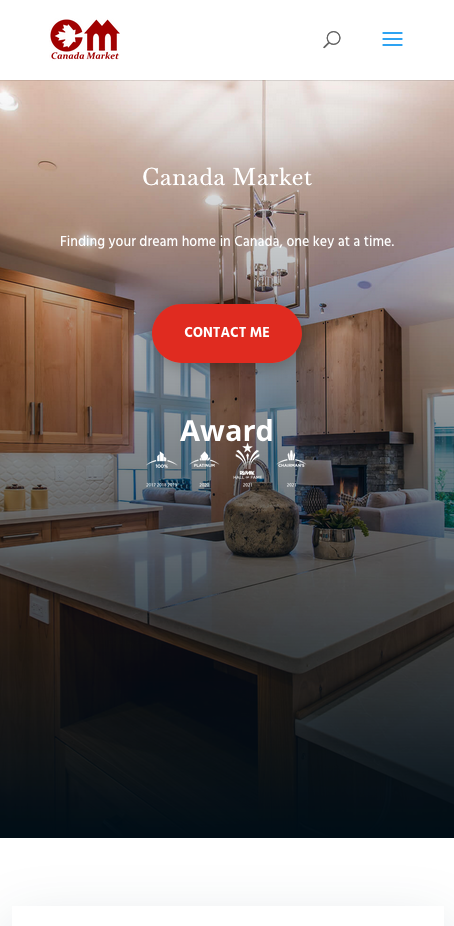 Canada Market
Canada Market
Finding your dream home in Canada, one key at a time.
CONTACT ME
Award
100%
PLATINUM
RE/MAX
HALL OF FAME
CHAIRMAN'S
2017 2018 2019
2020
2021
2021